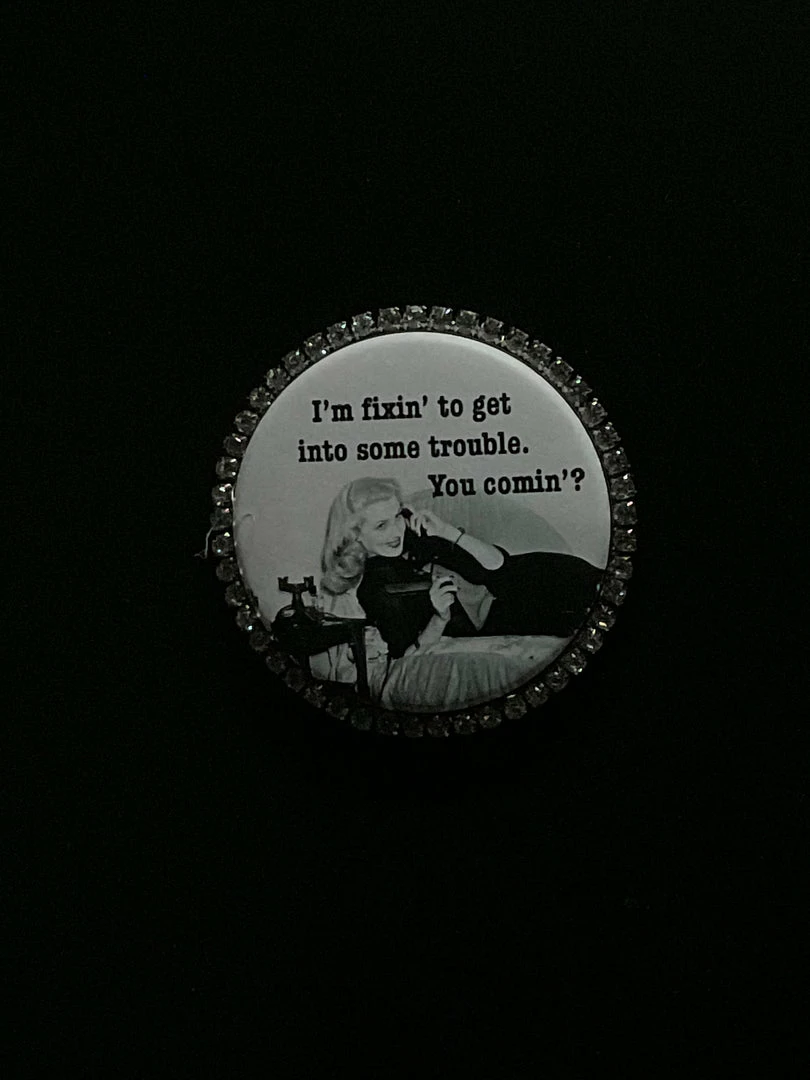 I'm fixin' to get
into some trouble.
You comin'?